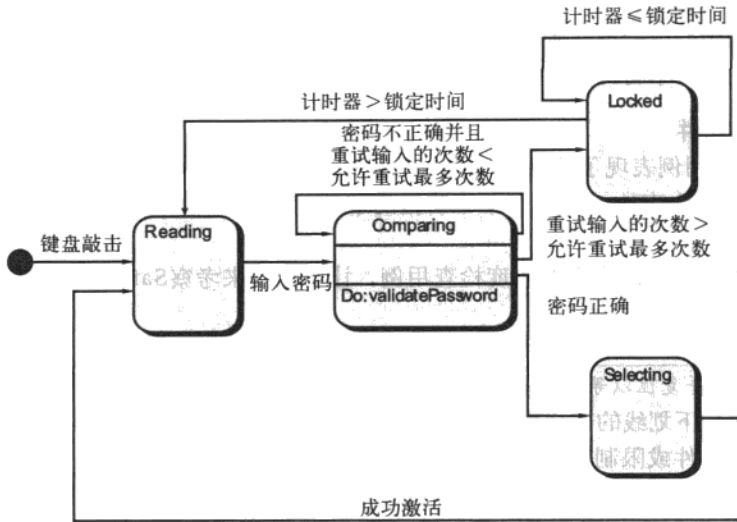 计时器≤锁定时间
Locked
计时器>锁定时间
密码不正确并且
重试输入的次数<
允许重试最多次数
Reading
Comparing
键盘敲击
输入密码
Do:validatePassword
重试输入的次数>
允许重试最多次数
密码正确
Selecting
成功激活